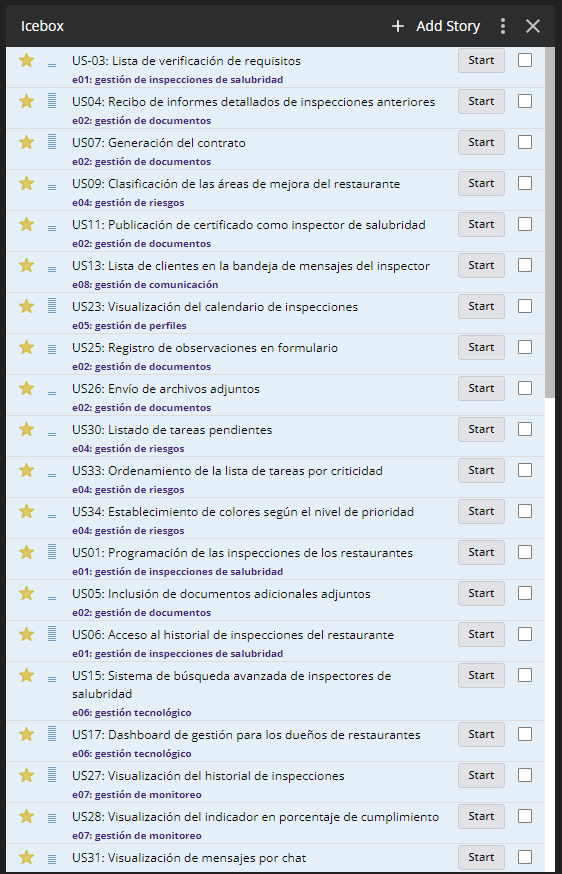 Icebox
+ Add Story
US-03: Lista de verificación de requisitos
Start
e01: gestión de inspecciones de salubridad
US04: Recibo de informes detallados de inspecciones anteriores
Start
e02: gestión de documentos
US07: Generación del contrato
Start
e02: gestión de documentos
US09: Clasificación de las áreas de mejora del restaurante
Start
e04: gestión de riesgos
US11: Publicación de certificado como inspector de salubridad
Start
e02: gestión de documentos
US13: Lista de clientes en la bandeja de mensajes del inspector
Start
e08: gestión de comunicación
US23: Visualización del calendario de inspecciones
Start
e05: gestión de perfiles
US25: Registro de observaciones en formulario
Start
e02: gestión de documentos
US26: Envío de archivos adjuntos
Start
e02: gestión de documentos
US30: Listado de tareas pendientes
Start
e04: gestión de riesgos
US33: Ordenamiento de la lista de tareas por criticidad
Start
e04: gestión de riesgos
US34: Establecimiento de colores según el nivel de prioridad
Start
e04: gestión de riesgos
US01: Programación de las inspecciones de los restaurantes
Start
e01: gestión de inspecciones de salubridad
US05: Inclusión de documentos adicionales adjuntos
Start
e02: gestión de documentos
US06: Acceso al historial de inspecciones del restaurante
Start
e01: gestión de inspecciones de salubridad
US15: Sistema de búsqueda avanzada de inspectores de
salubridad
Start
e06: gestión tecnológico
US17: Dashboard de gestión para los dueños de restaurantes
Start
e06: gestión tecnológico
US27: Visualización del historial de inspecciones
Start
e07: gestión de monitoreo
US28: Visualización del indicador en porcentaje de cumplimiento
Start
e07: gestión de monitoreo
US31: Visualización de mensajes por chat
Start